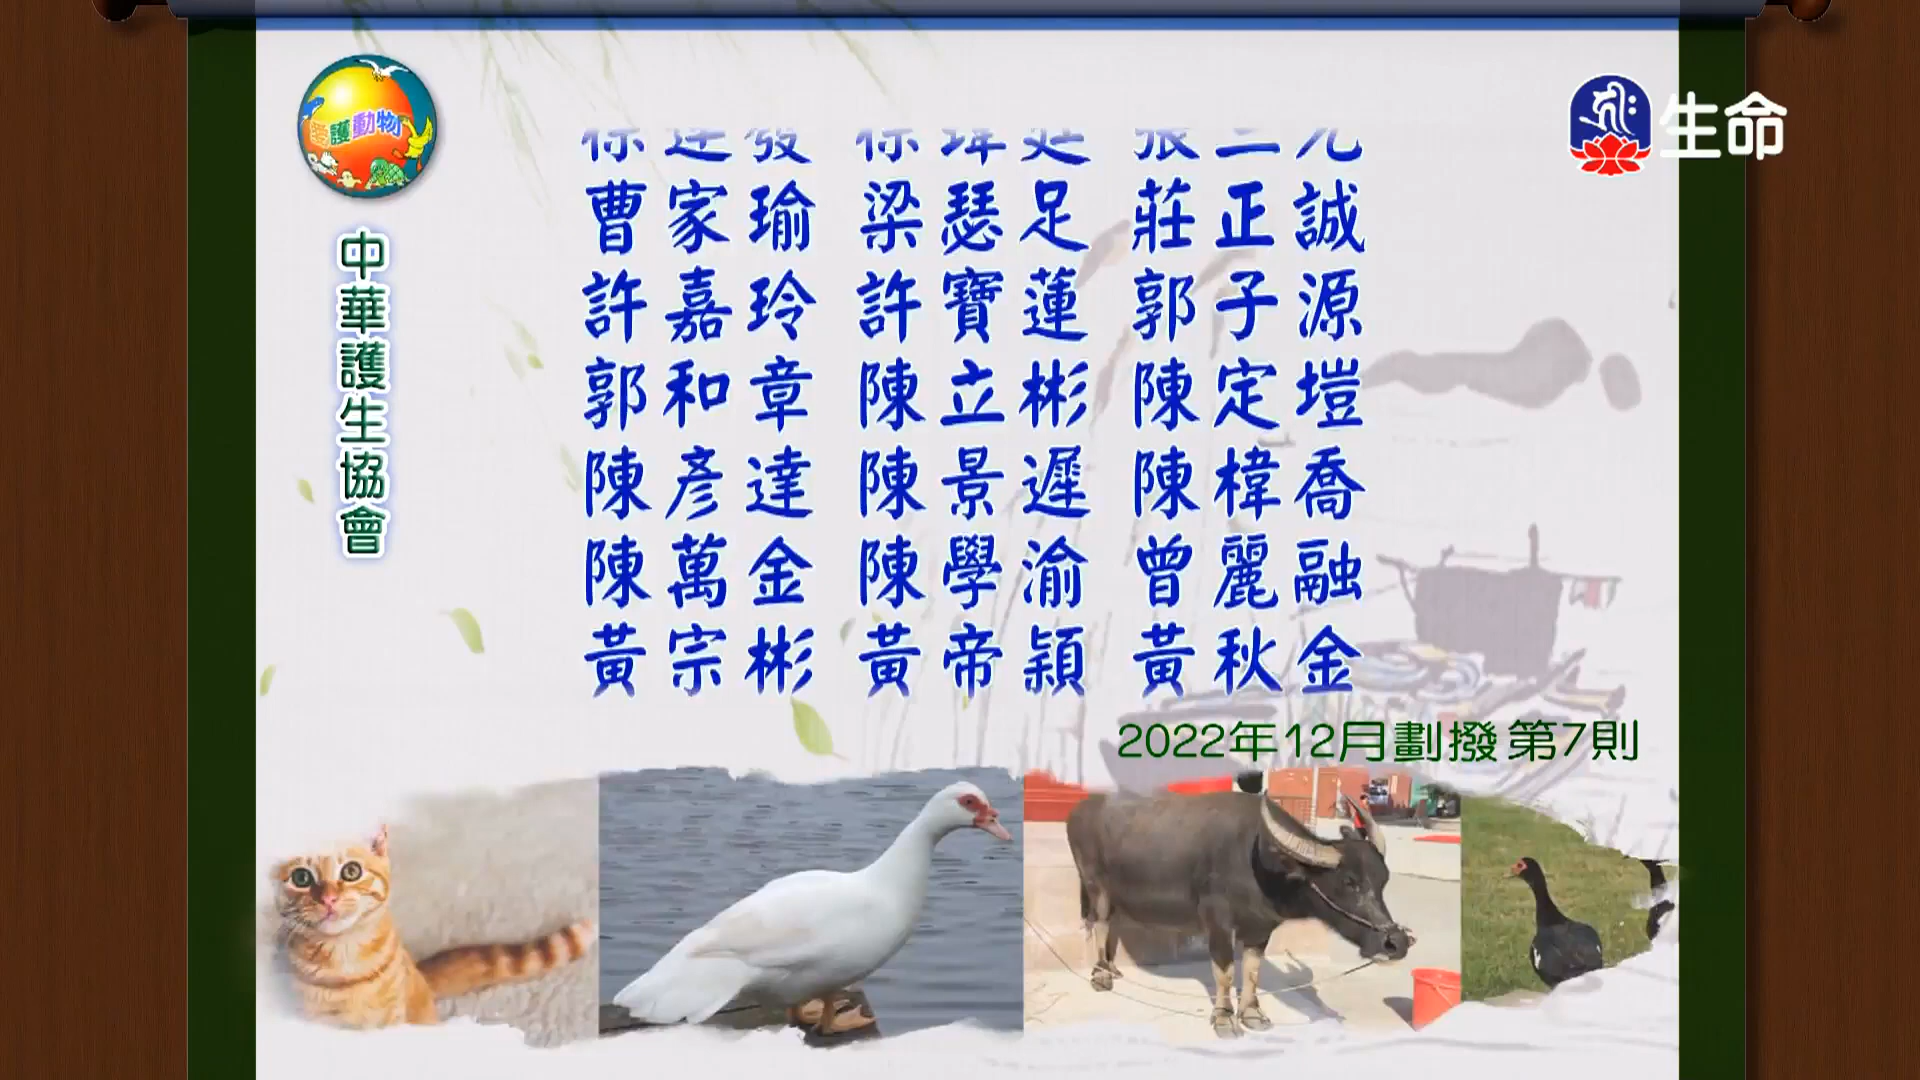 愛護動物
生命
中華護生協會
曹家瑜 梁瑟足 莊正誠
許嘉玲 許寶蓮 郭子源
郭和章 陳立彬 陳定塏
陳彥達 陳景遲 陳樟喬
陳萬金 陳學渝 曾麗融
黃宗彬 黃帝穎 黃秋金
2022年12月劃撥 第7則